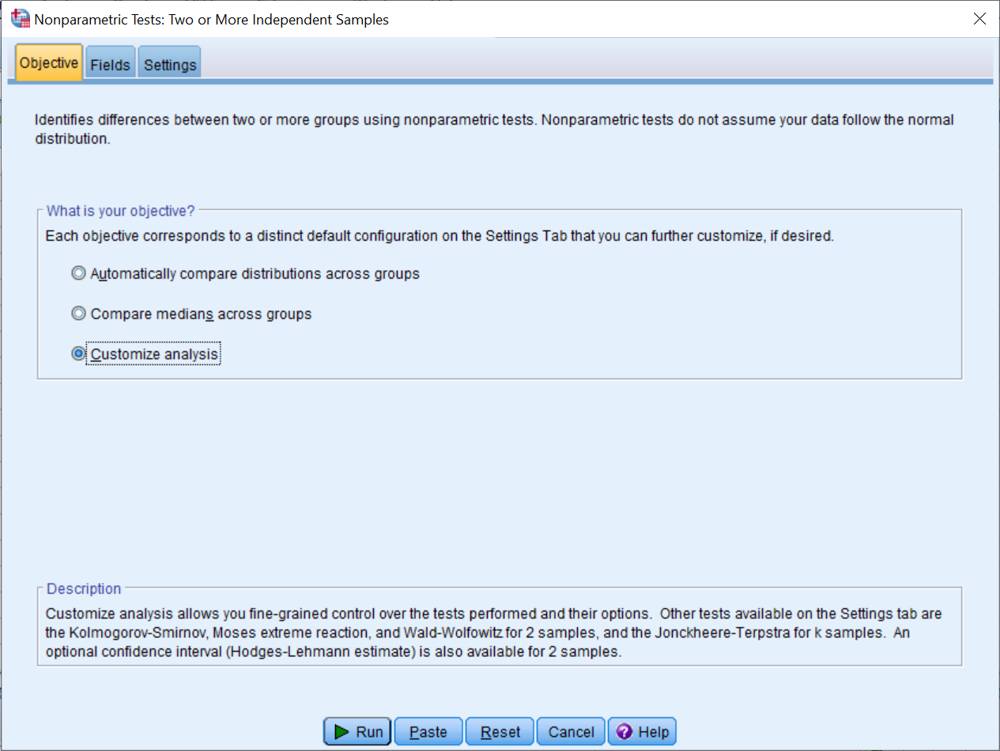 Nonparametric Tests: Two or More Independent Samples
Objective Fields Settings
Identifies differences between two or more groups using nonparametric tests. Nonparametric tests do not assume your data follow the normal
distribution.
What is your objective?
Each objective corresponds to a distinct default configuration on the Settings Tab that you can further customize, if desired.
Automatically compare distributions across groups
Compare medians across groups
Customize analysis
Description
Customize analysis allows you fine-grained control over the tests performed and their options. Other tests available on the Settings tab are
the Kolmogorov-Smirnov, Moses extreme reaction, and Wald-Wolfowitz for 2 samples, and the Jonckheere-Terpstra for k samples. An
optional confidence interval (Hodges-Lehmann estimate) is also available for 2 samples.
Run Paste Reset Cancel Help